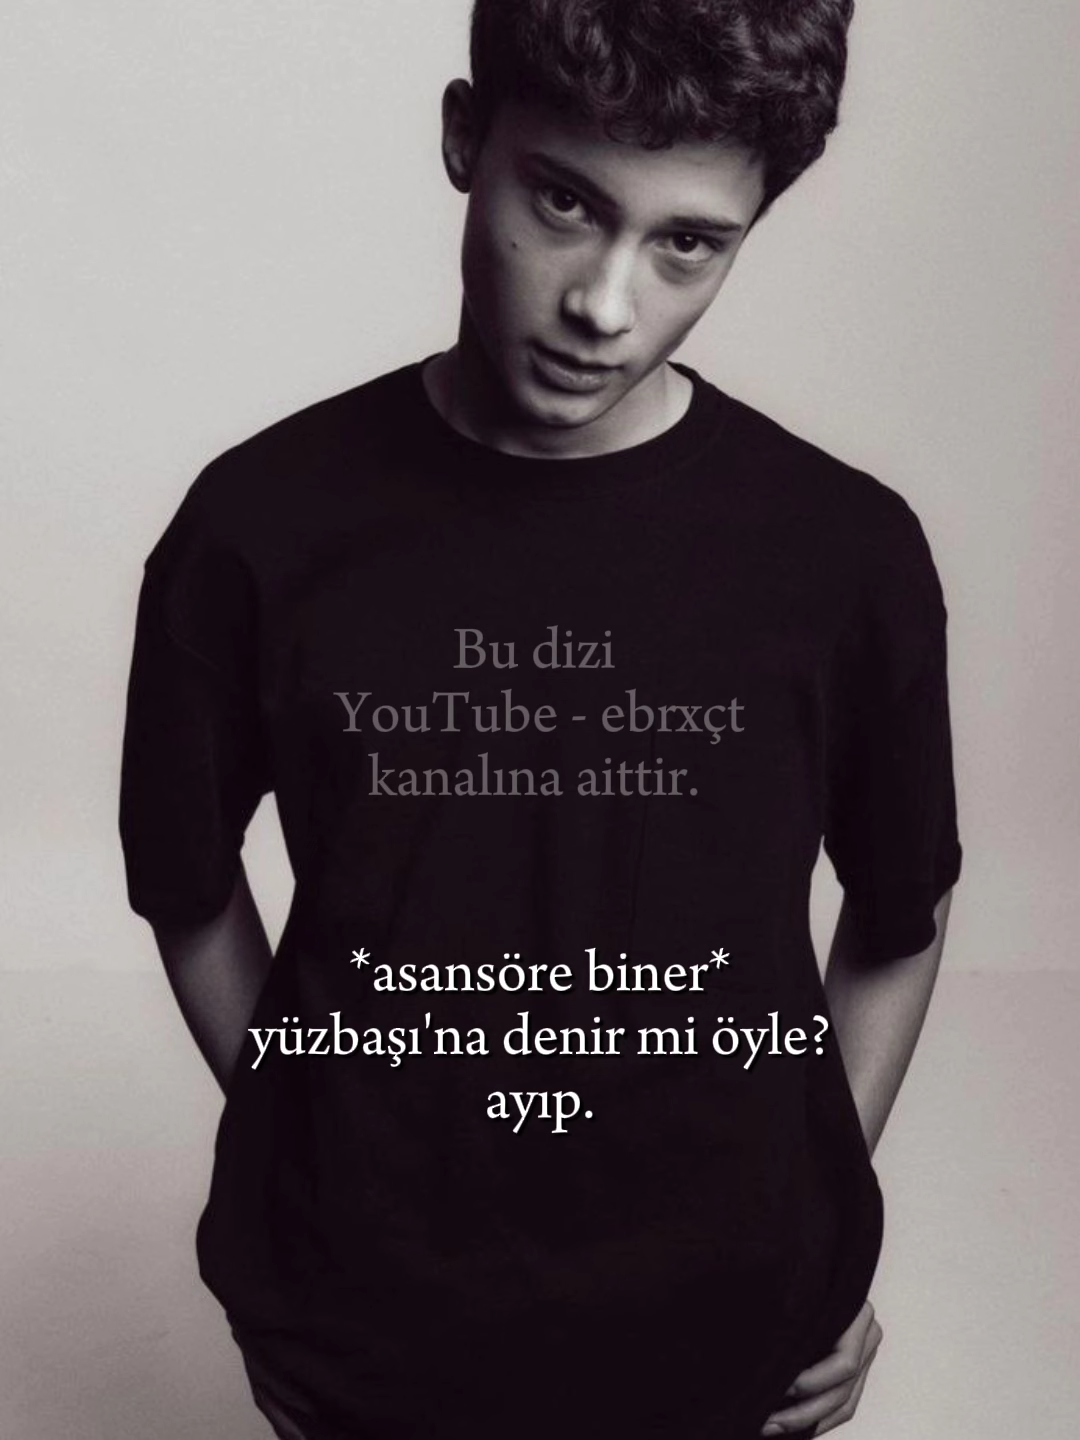 Bu dizi
YouTube - ebrxçt
kanalına aittir.
*asansöre biner*
yüzbaşı'na denir mi öyle?
ayıp.